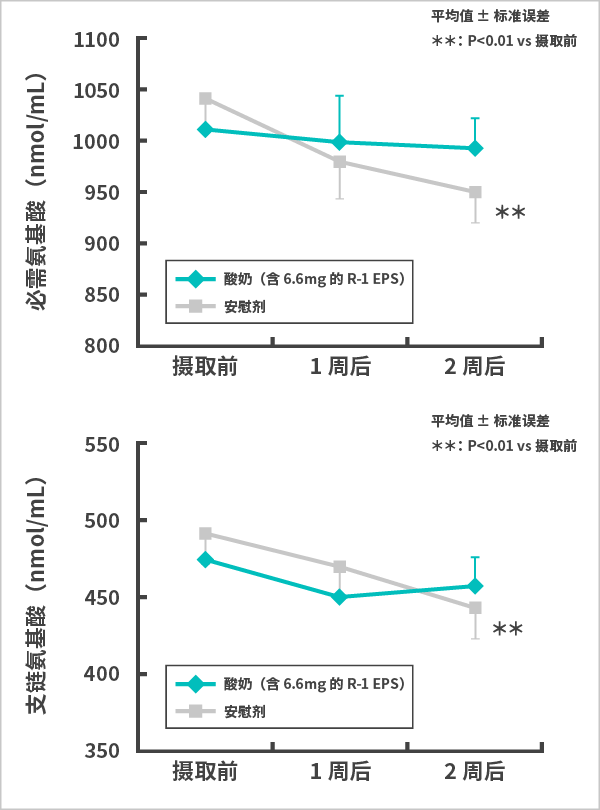 平均值 ± 标准误差
＊＊：P<0.01 vs 摄取前
必需氨基酸（nmol/mL）
1100
1050
1000
950
900
850
800
＊＊
酸奶（含 6.6mg 的 R-1 EPS）
安慰剂
摄取前
1 周后
2 周后
平均值 ± 标准误差
＊＊：P<0.01 vs 摄取前
支链氨基酸（nmol/mL）
550
500
450
400
350
＊＊
酸奶（含 6.6mg 的 R-1 EPS）
安慰剂
摄取前
1 周后
2 周后